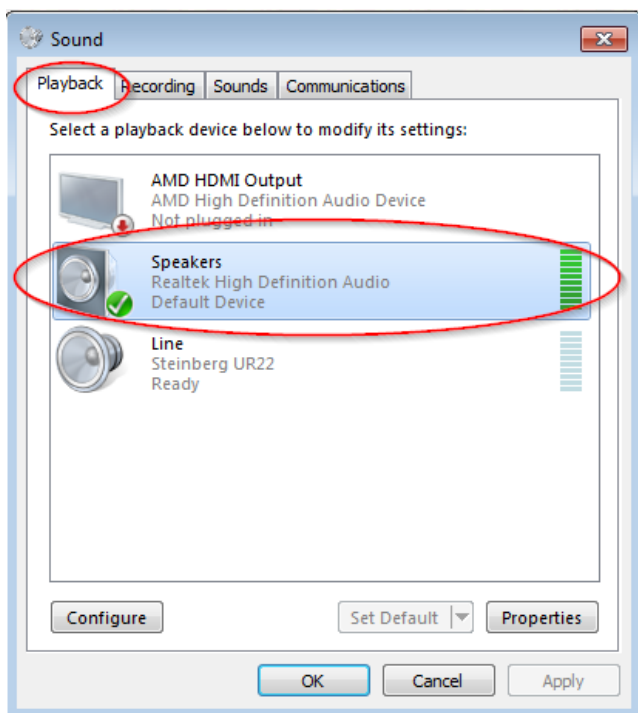 Sound
Playback Recording Sounds Communications
Select a playback device below to modify its settings:
AMD HDMI Output
AMD High Definition Audio Device
Not plugged in
Speakers
Realtek High Definition Audio
Default Device
Line
Steinberg UR22
Ready
Configure Set Default Properties
OK Cancel Apply